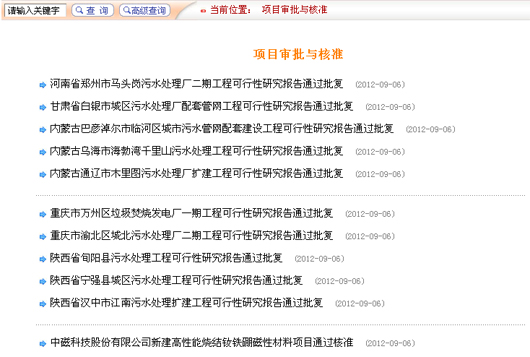 请输入关键字 查 询 高级查询 当前位置： 项目审批与核准
项目审批与核准
河南省郑州市马头岗污水处理厂二期工程可行性研究报告通过批复 (2012-09-06)
甘肃省白银市城区污水处理厂配套管网工程可行性研究报告通过批复 (2012-09-06)
内蒙古巴彦淖尔市临河区城市污水管网配套建设工程可行性研究报告通过批复 (2012-09-06)
内蒙古乌海市海勃湾千里山污水处理工程可行性研究报告通过批复 (2012-09-06)
内蒙古通辽市木里图污水处理厂扩建工程可行性研究报告通过批复 (2012-09-06)
重庆市万州区垃圾焚烧发电厂一期工程可行性研究报告通过批复 (2012-09-06)
重庆市渝北区城北污水处理厂二期工程可行性研究报告通过批复 (2012-09-06)
陕西省旬阳县污水处理工程可行性研究报告通过批复 (2012-09-06)
陕西省宁强县城区污水处理工程可行性研究报告通过批复 (2012-09-06)
陕西省汉中市江南污水处理扩建工程可行性研究报告通过批复 (2012-09-06)
中磁科技股份有限公司新建高性能烧结钕铁硼磁性材料项目通过核准 (2012-09-06)